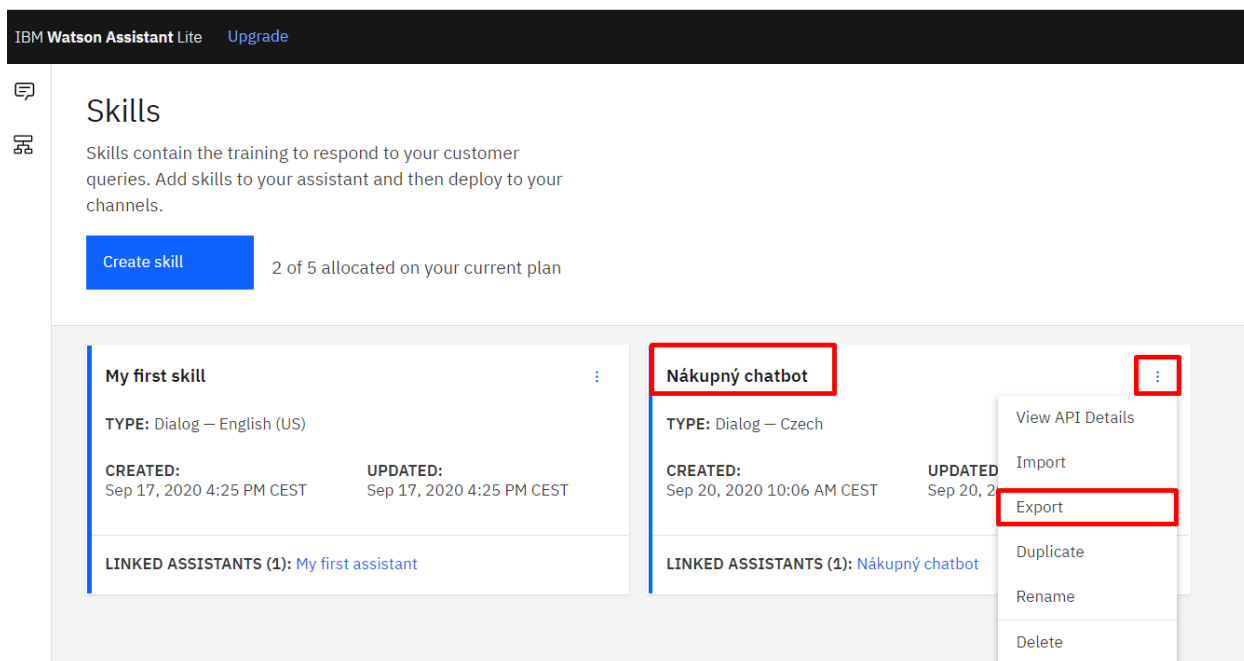 IBM Watson Assistant Lite Upgrade
Skills
Skills contain the training to respond to your customer
queries. Add skills to your assistant and then deploy to your
channels.
Create skill 2 of 5 allocated on your current plan
My first skill
TYPE: Dialog — English (US)
CREATED: UPDATED:
Sep 17, 2020 4:25 PM CEST Sep 17, 2020 4:25 PM CEST
LINKED ASSISTANTS (1): My first assistant
Nákupný chatbot
TYPE: Dialog — Czech
CREATED: UPDATED
Sep 20, 2020 10:06 AM CEST Sep 20, 2
LINKED ASSISTANTS (1): Nákupný chatbot
View API Details
Import
Export
Duplicate
Rename
Delete